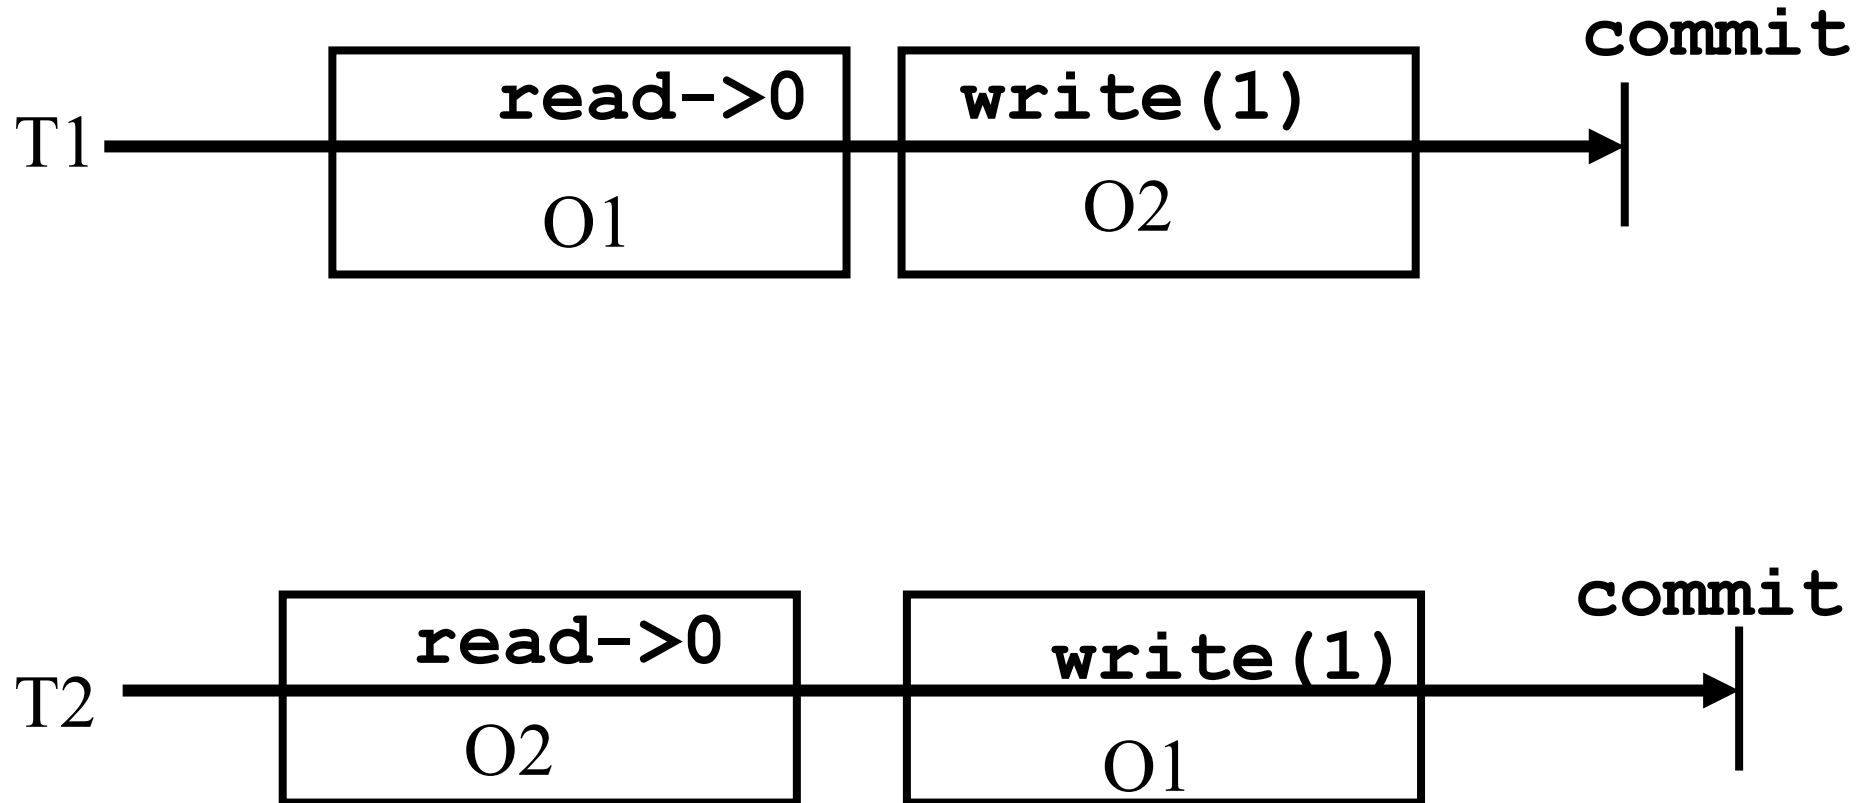 commit
read->0 write(1)
T1
O1 O2
commit
read->0 write(1)
T2
O2 O1